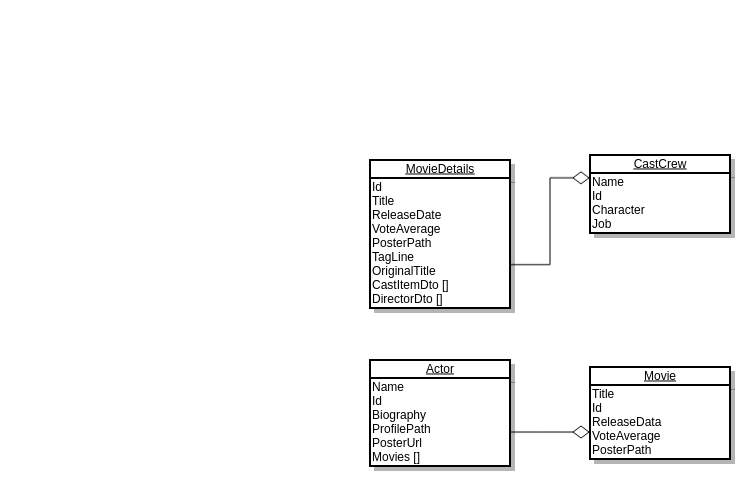 MovieDetails
Id
Title
ReleaseDate
VoteAverage
PosterPath
TagLine
OriginalTitle
CastItemDto []
DirectorDto []
CastCrew
Name
Id
Character
Job
Actor
Name
Id
Biography
ProfilePath
PosterUrl
Movies []
Movie
Title
Id
ReleaseData
VoteAverage
PosterPath